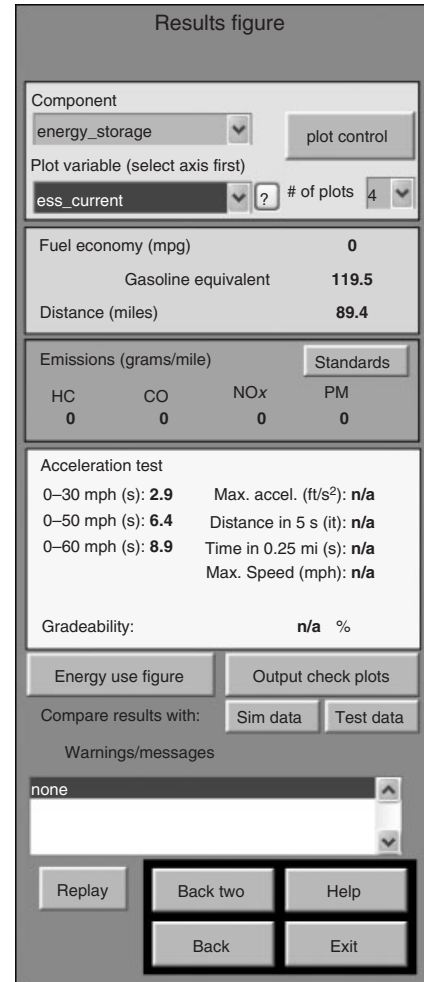 Results figure
Component
energy_storage
plot control
Plot variable (select axis first)
ess_current
?
# of plots
4
Fuel economy (mpg) 0
Gasoline equivalent 119.5
Distance (miles) 89.4
Emissions (grams/mile) Standards
HC CO NOx PM
0 0 0 0
Acceleration test
0–30 mph (s): 2.9 Max. accel. (ft/s²): n/a
0–50 mph (s): 6.4 Distance in 5 s (it): n/a
0–60 mph (s): 8.9 Time in 0.25 mi (s): n/a
Max. Speed (mph): n/a
Gradeability: n/a %
Energy use figure Output check plots
Compare results with: Sim data Test data
Warnings/messages
none
Replay Back two Help
Back Exit